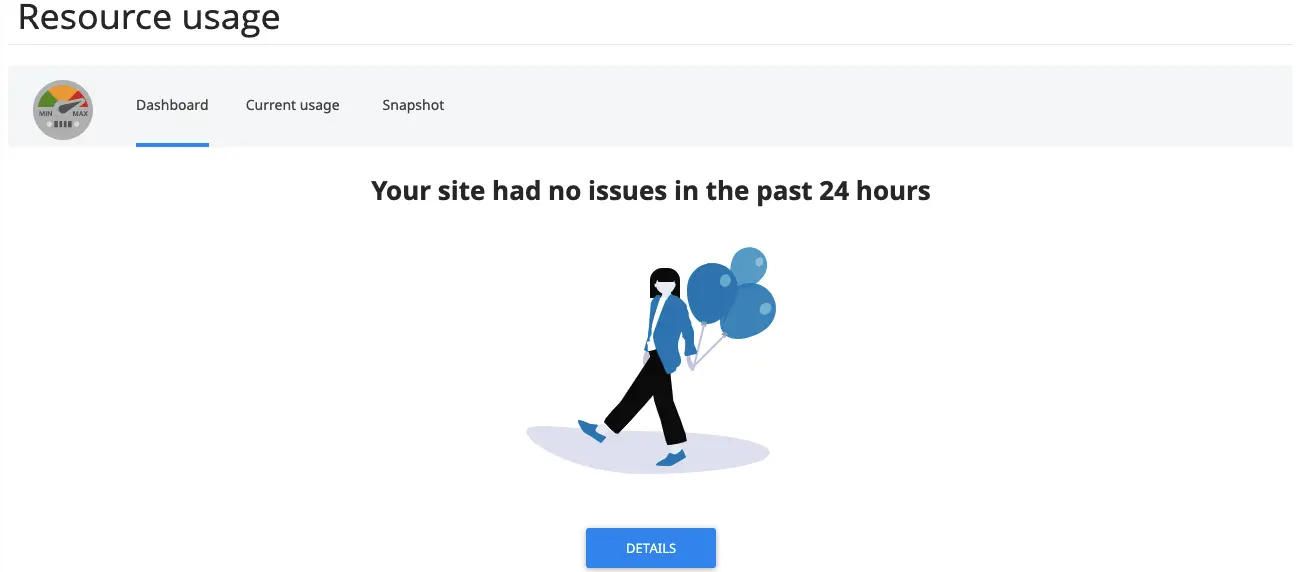 Resource usage
MIN MAX
Dashboard Current usage Snapshot
Your site had no issues in the past 24 hours
DETAILS